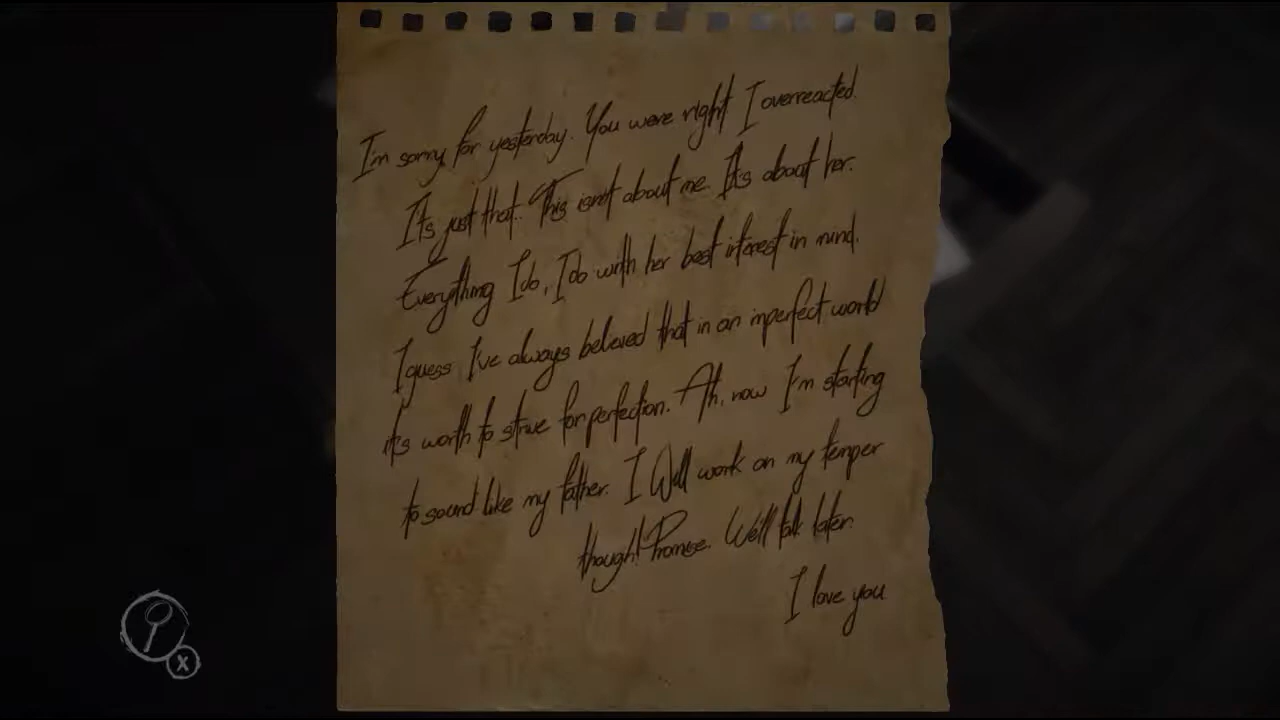 I'm sorry for yesterday. You were right I overreacted.
It's just that.. This isn't about me. It's about her.
Everything I do, I do with her best interest in mind.
I guess I've always believed that in an imperfect world
it's worth to strive for perfection. Ah, now I'm starting
to sound like my father. I Will work on my temper
thought! Promise. We'll talk later.
I love you
X